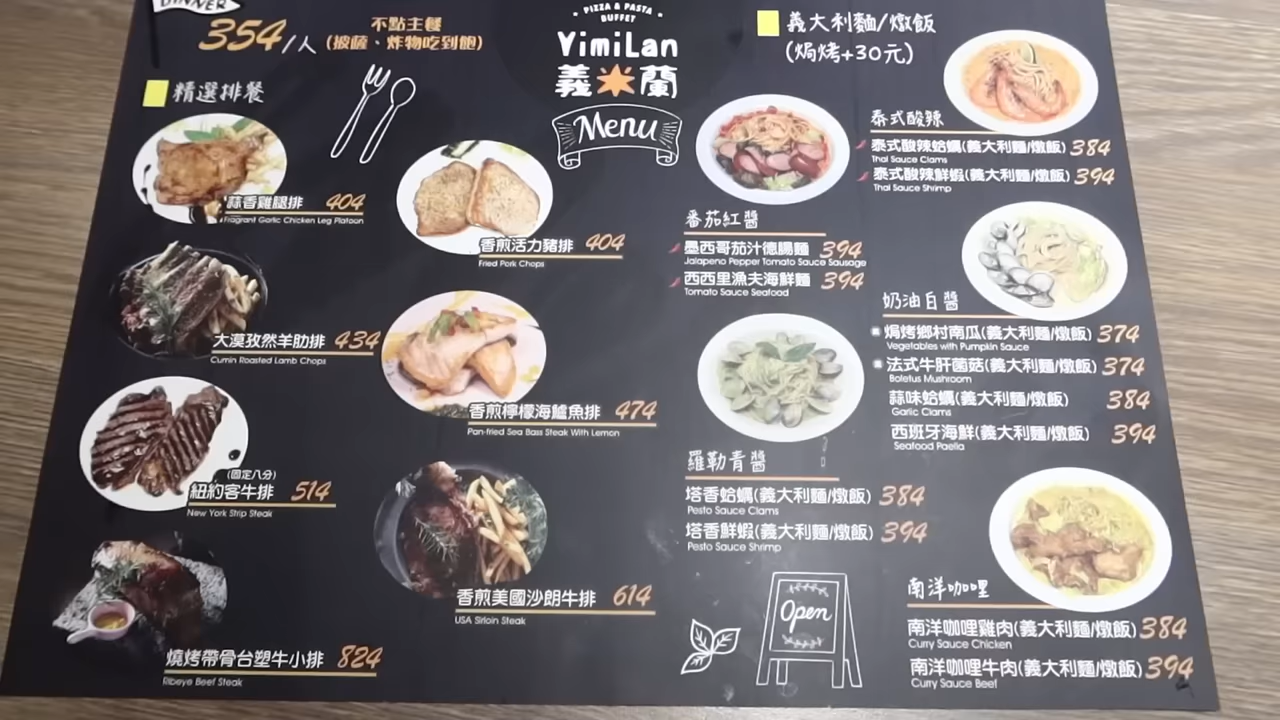 DINNER
354/人
不點主餐
(披薩、炸物吃到飽)
精選排餐
蒜香雞腿排 404
Fragrant Garlic Chicken Leg Platoon
香煎活力豬排 404
Fried Pork Chops
大漠孜然羊肋排 434
Cumin Roasted Lamb Chops
香煎檸檬海鱸魚排 474
Pan-fried Sea Bass Steak With Lemon
(固定八分)
紐約客牛排 514
New York Strip Steak
香煎美國沙朗牛排 614
USA Sirloin Steak
燒烤帶骨台塑牛小排 824
Ribeye Beef Steak
PIZZA & PASTA
BUFFET
YimiLan
義蘭
Menu
義大利麵/燉飯
(焗烤+30元)
番茄紅醬
墨西哥茄汁德腸麵 394
Jalapeno Pepper Tomato Sauce Sausage
西西里漁夫海鮮麵 394
Tomato Sauce Seafood
羅勒青醬
塔香蛤蠣(義大利麵/燉飯) 384
Pesto Sauce Clams
塔香鮮蝦(義大利麵/燉飯) 394
Pesto Sauce Shrimp
Open
泰式酸辣
泰式酸辣蛤蠣(義大利麵/燉飯) 384
Thai Sauce Clams
泰式酸辣鮮蝦(義大利麵/燉飯) 394
Thai Sauce Shrimp
奶油白醬
焗烤鄉村南瓜(義大利麵/燉飯) 374
Vegetables with Pumpkin Sauce
法式牛肝菌菇(義大利麵/燉飯) 374
Boletus Mushroom
蒜味蛤蠣(義大利麵/燉飯) 384
Garlic Clams
西班牙海鮮(義大利麵/燉飯) 394
Seafood Paella
南洋咖哩
南洋咖哩雞肉(義大利麵/燉飯) 384
Curry Sauce Chicken
南洋咖哩牛肉(義大利麵/燉飯) 394
Curry Sauce Beef